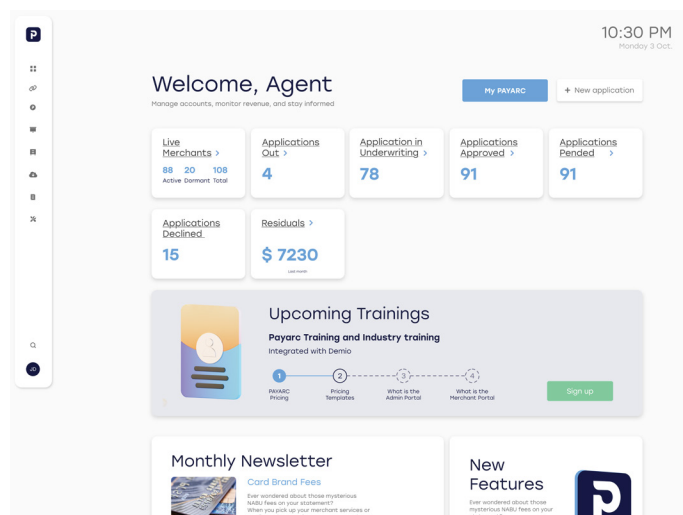 10:30 PM
Monday 3 Oct.
Welcome, Agent
Manage accounts, monitor revenue, and stay informed
My PAYARC
+ New application
Live
Merchants >
88 20 108
Active Dormant Total
Applications
Out >
4
Application in
Underwriting >
78
Applications
Approved >
91
Applications
Pended >
91
Applications
Declined
15
Residuals >
$ 7230
Last month
Upcoming Trainings
Payarc Training and Industry training
Integrated with Demio
1 2 3 4
PAYARC
Pricing
Pricing
Templates
What is the
Admin Portal
What is the
Merchant Portal
Sign up
JD
Monthly Newsletter
Card Brand Fees
Ever wondered about those mysterious
NABU fees on your statement?
When you pick up your merchant services or
New
Features
Ever wondered about those
mysterious NABU fees on your